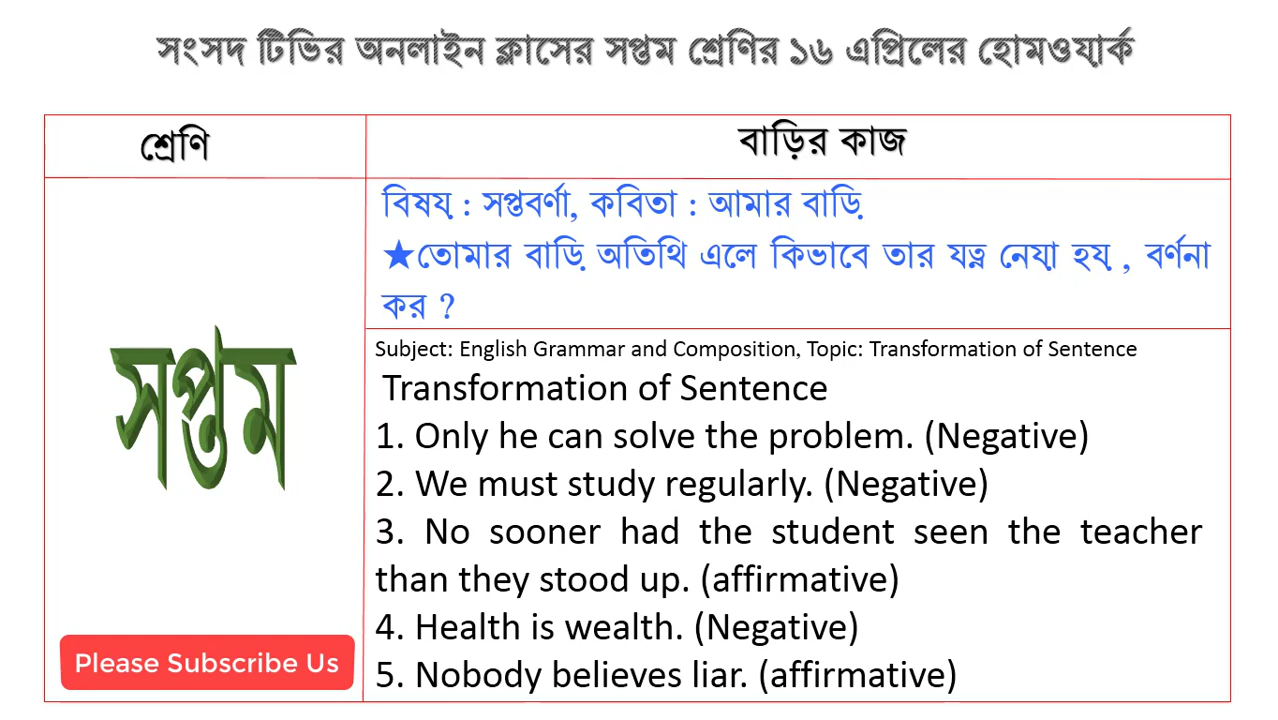 সংসদ টিভির অনলাইন ক্লাসের সপ্তম শ্রেণির ১৬ এপ্রিলের হোমওয়ার্ক
শ্রেণি
বাড়ির কাজ
বিষয় : সপ্তবর্ণা, কবিতা : আমার বাড়ি
★তোমার বাড়ি অতিথি এলে কিভাবে তার যত্ন নেয়া হয় , বর্ণনা
কর ?
সপ্তম
Subject: English Grammar and Composition, Topic: Transformation of Sentence
Transformation of Sentence
1. Only he can solve the problem. (Negative)
2. We must study regularly. (Negative)
3. No sooner had the student seen the teacher
than they stood up. (affirmative)
4. Health is wealth. (Negative)
5. Nobody believes liar. (affirmative)
Please Subscribe Us